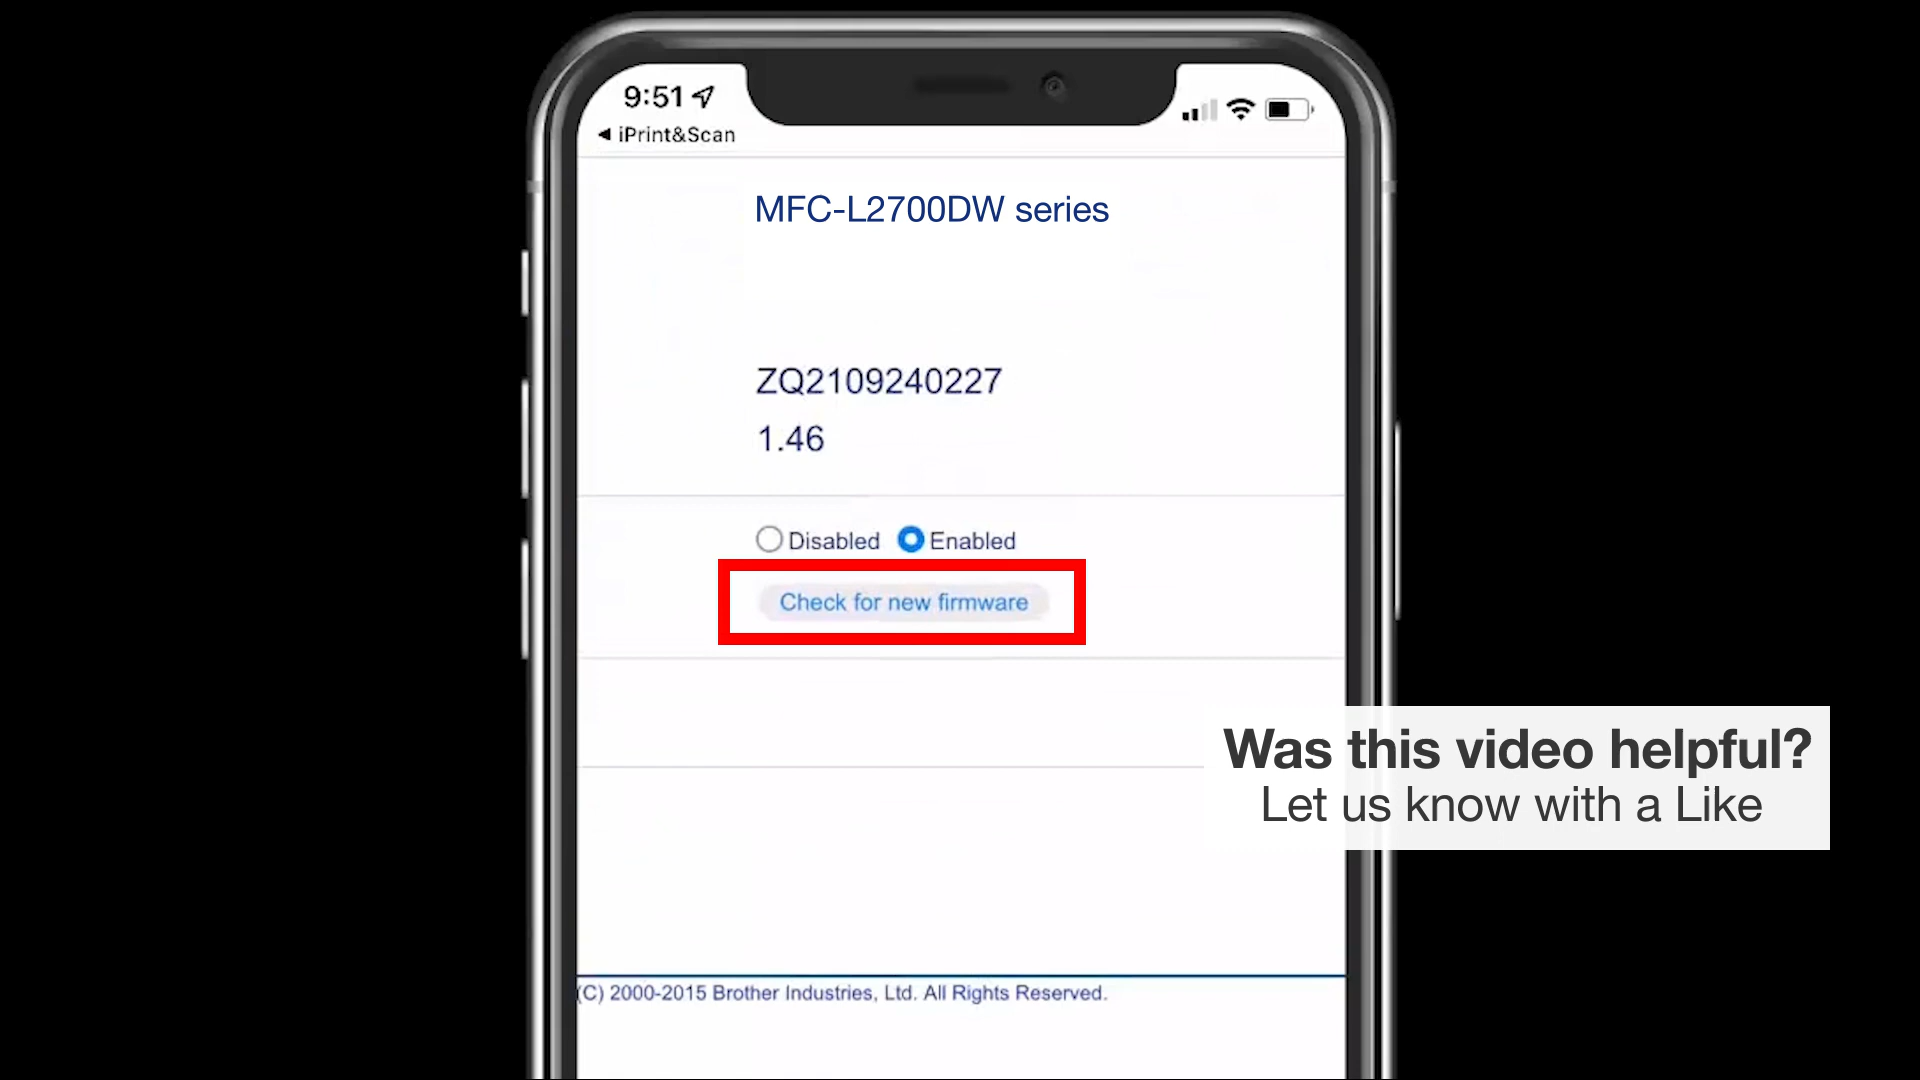 9:51
iPrint&Scan
MFC-L2700DW series
ZQ2109240227
1.46
Disabled Enabled
Check for new firmware
Was this video helpful?
Let us know with a Like
(C) 2000-2015 Brother Industries, Ltd. All Rights Reserved.